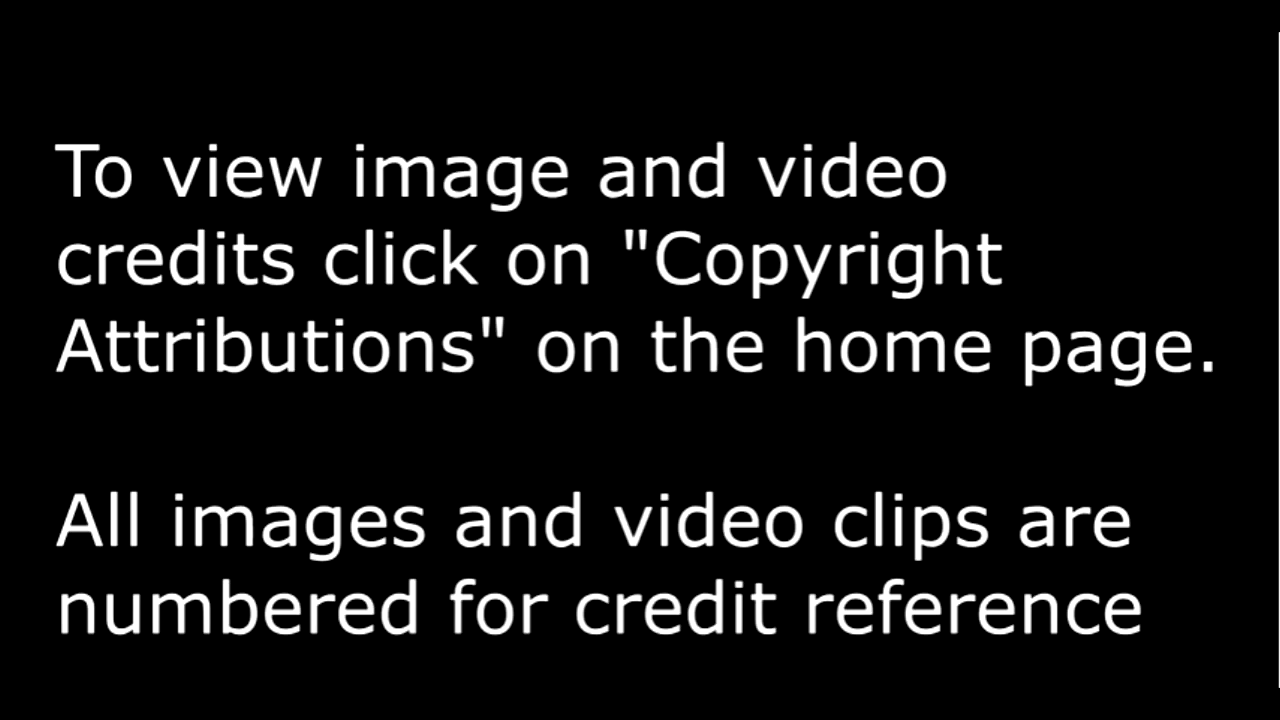 To view image and video
credits click on "Copyright
Attributions" on the home page.
All images and video clips are
numbered for credit reference